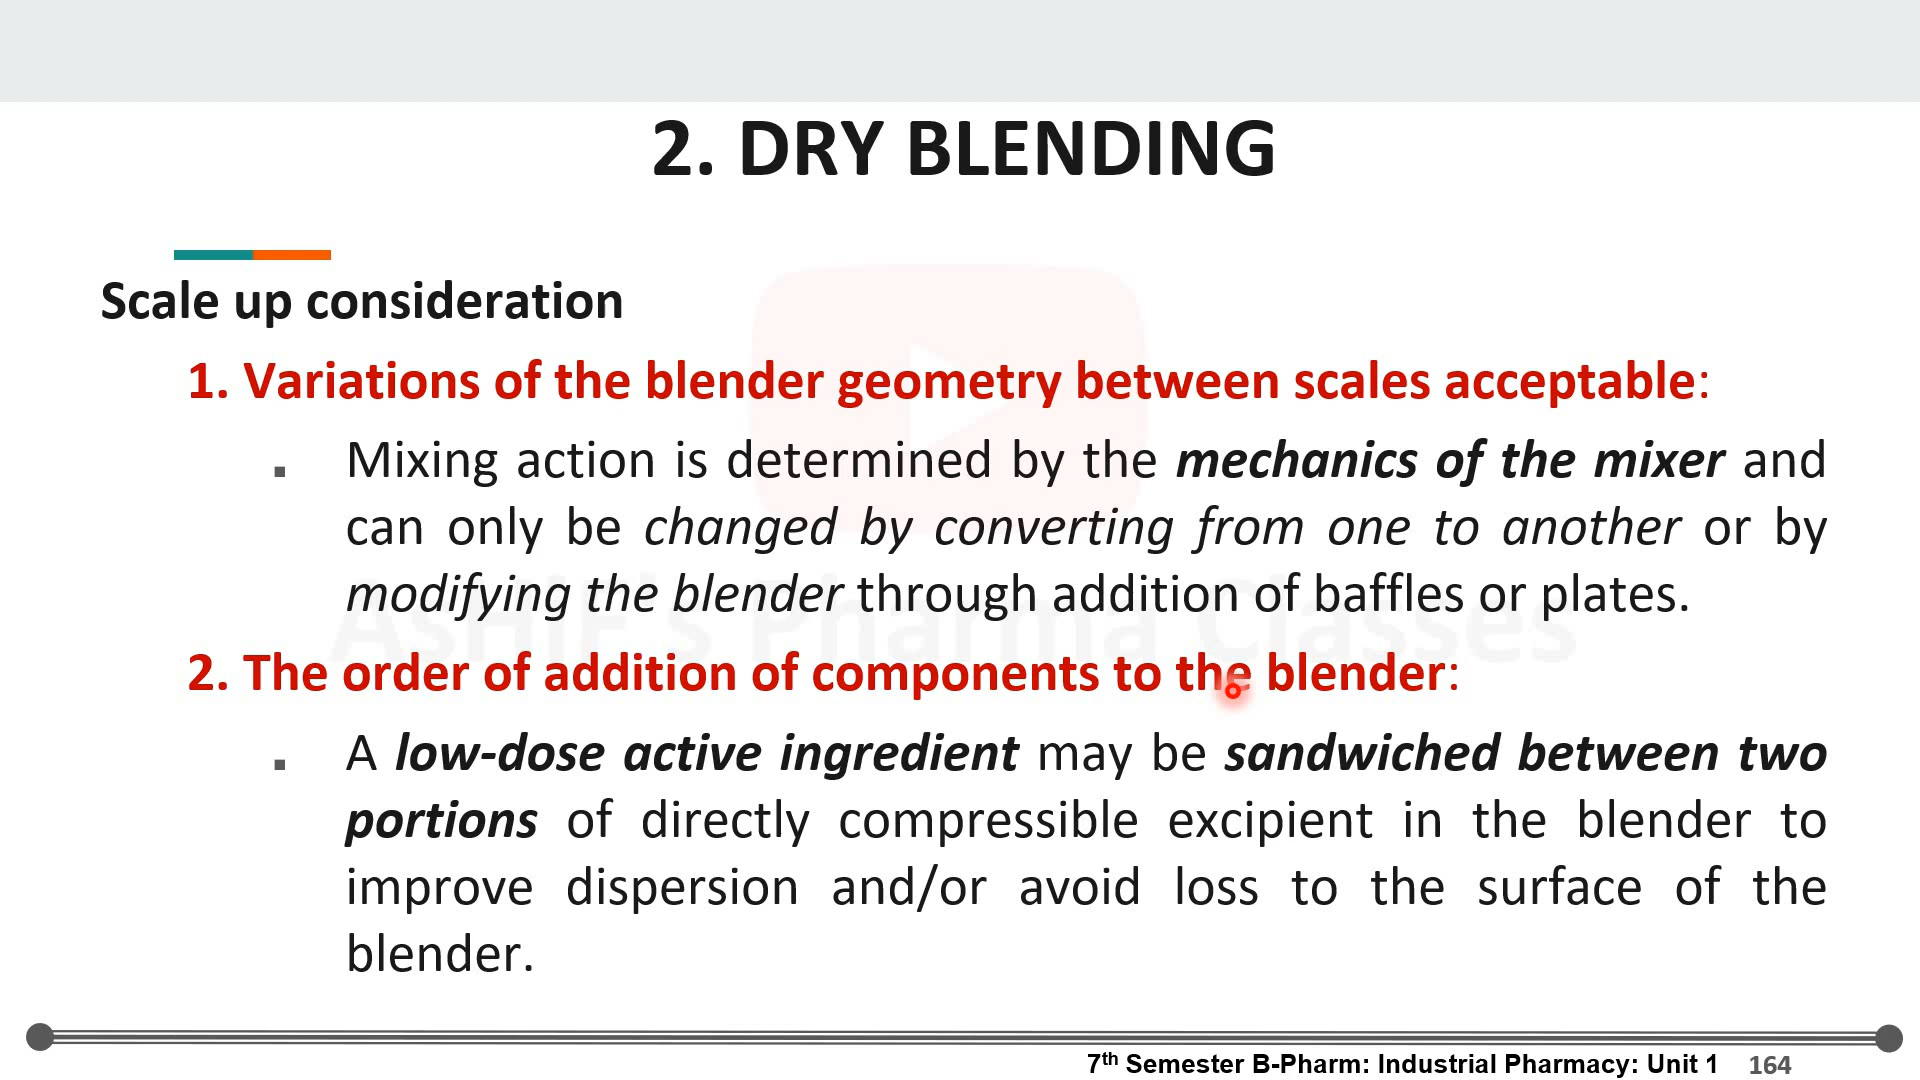 2. DRY BLENDING
Scale up consideration
1. Variations of the blender geometry between scales acceptable:
▪ Mixing action is determined by the mechanics of the mixer and
can only be changed by converting from one to another or by
modifying the blender through addition of baffles or plates.
AsHiF's Pharma Classes
2. The order of addition of components to the blender:
▪ A low-dose active ingredient may be sandwiched between two
portions of directly compressible excipient in the blender to
improve dispersion and/or avoid loss to the surface of the
blender.
7th Semester B-Pharm: Industrial Pharmacy: Unit 1 164